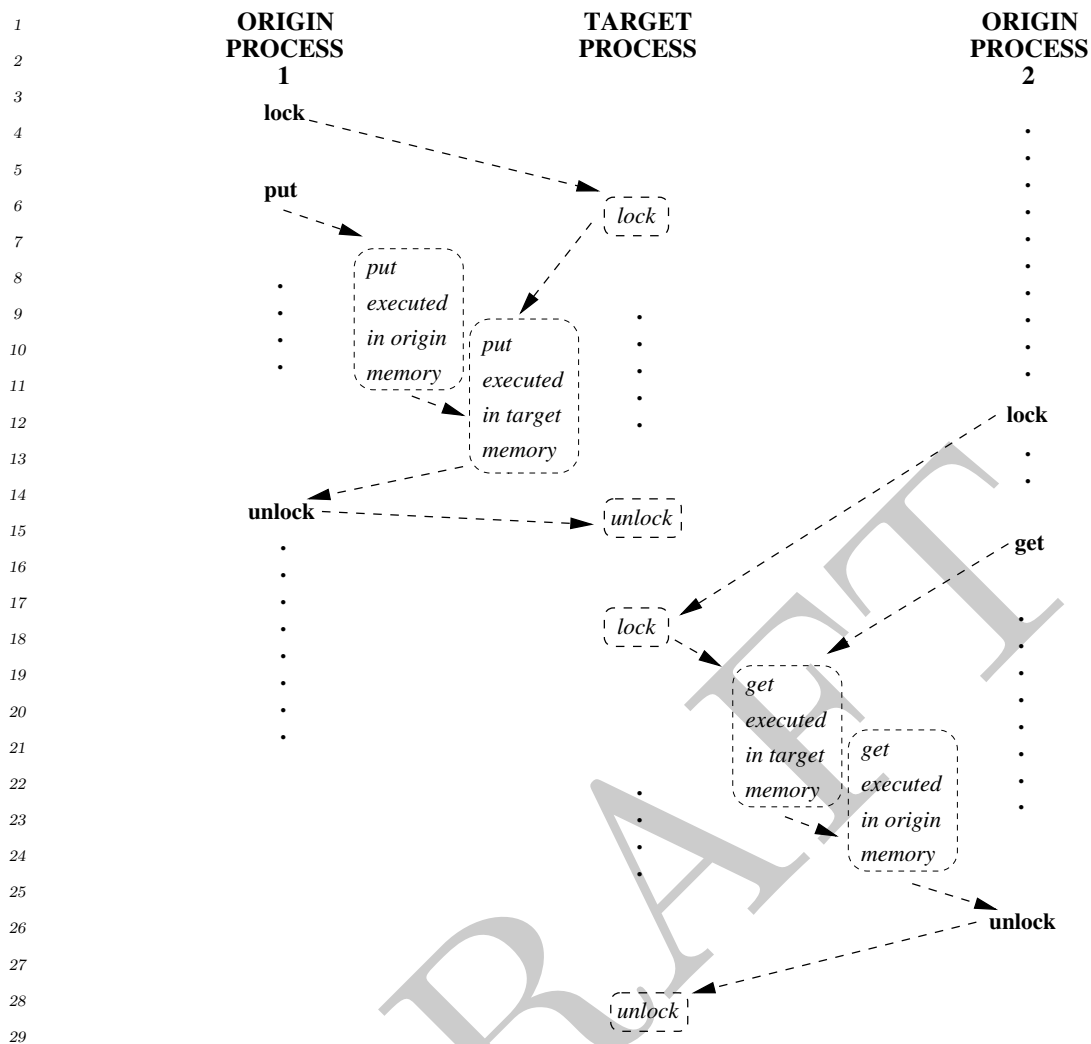 1
ORIGIN
TARGET
ORIGIN
PROCESS
PROCESS
PROCESS
2
1
2
3
lock
4
5
put
6
lock
7
put
8
executed
9
in origin
put
10
memory
executed
11
in target
12
lock
memory
13
14
unlock
unlock
15
get
16
17
lock
18
19
get
20
executed
in target
get
21
memory
executed
22
in origin
23
memory
24
25
unlock
26
27
unlock
28
29
DRAFT